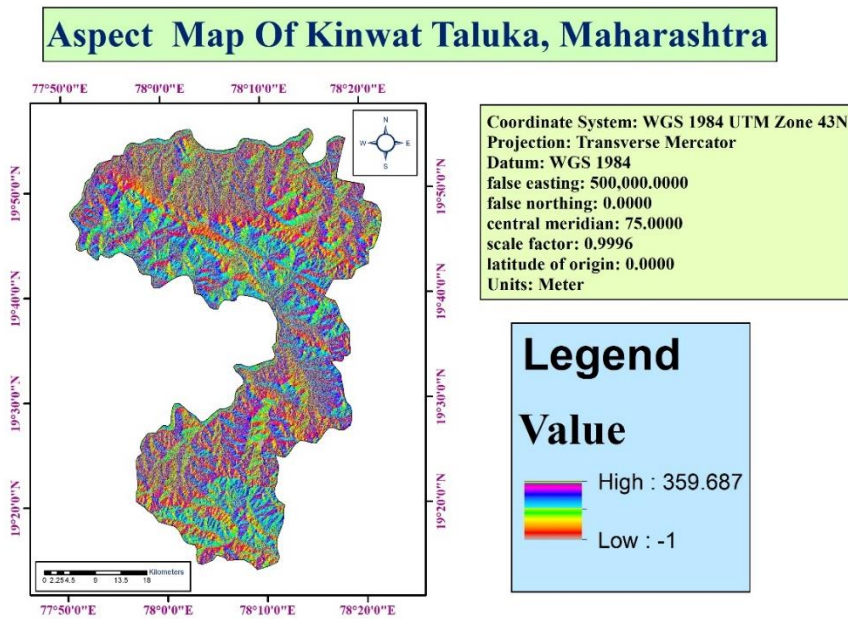 Aspect Map Of Kinwat Taluka, Maharashtra
77°50'0"E 78°0'0"E 78°10'0"E 78°20'0"E
N
W E
S
19°50'0"N
19°40'0"N
19°30'0"N
19°20'0"N
19°50'0"N
19°40'0"N
19°30'0"N
19°20'0"N
Kilometers
0 2.25 4.5 9 13.5 18
77°50'0"E 78°0'0"E 78°10'0"E 78°20'0"E
Coordinate System: WGS 1984 UTM Zone 43N
Projection: Transverse Mercator
Datum: WGS 1984
false easting: 500,000.0000
false northing: 0.0000
central meridian: 75.0000
scale factor: 0.9996
latitude of origin: 0.0000
Units: Meter
Legend
Value
High : 359.687
Low : -1